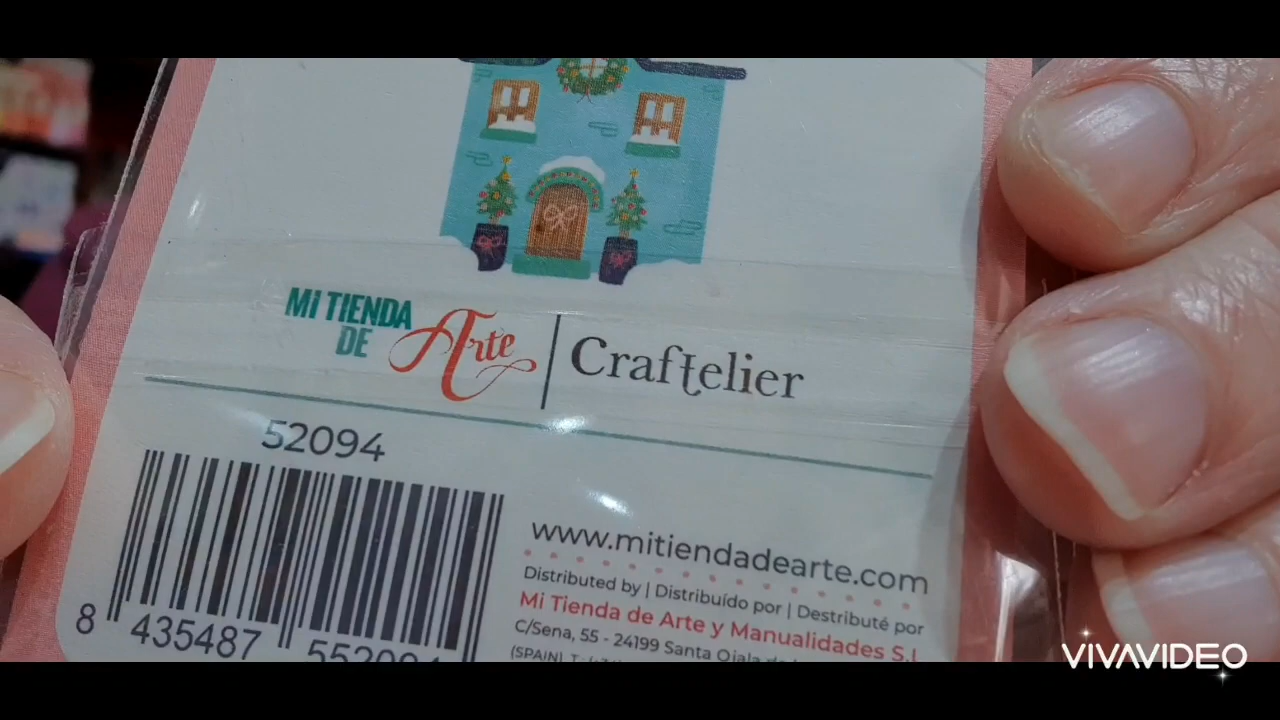 Mi TIENDA
DE Arte | Craftelier
52094
www.mitiendadearte.com
Distributed by | Distribuído por | Destributé por
Mi Tienda de Arte y Manualidades S.L
C/Sena, 55 - 24199 Santa
(SPAIN)
8 435487 552094
VIVAVIDEO